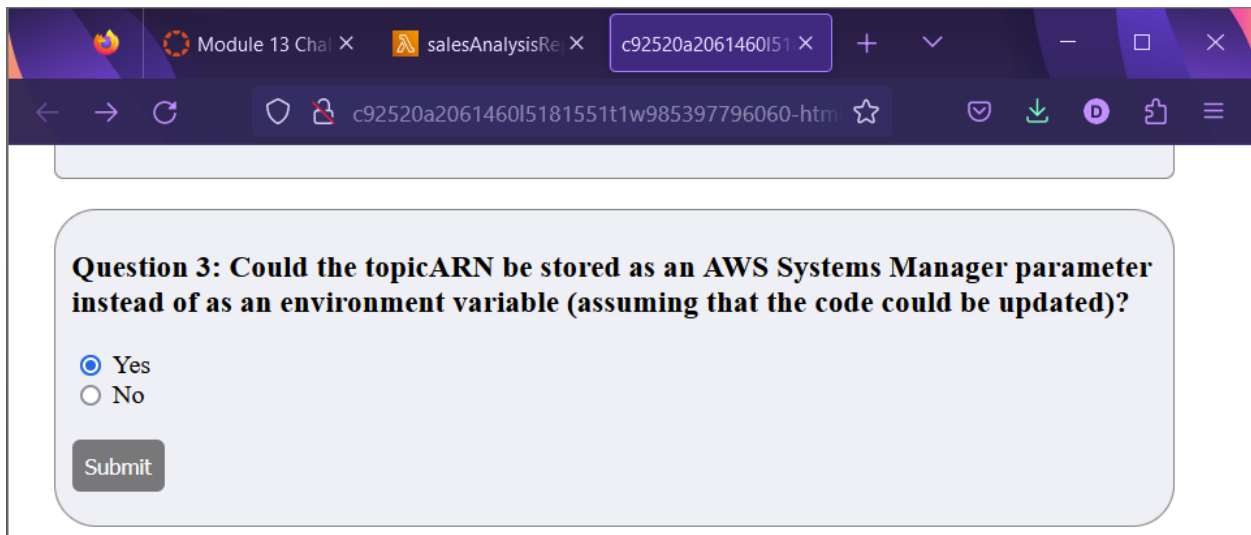 Module 13 Chal
salesAnalysisRe
c92520a2061460l51
c92520a2061460l5181551t1w985397796060-htm
D
Question 3: Could the topicARN be stored as an AWS Systems Manager parameter
instead of as an environment variable (assuming that the code could be updated)?
Yes
No
Submit